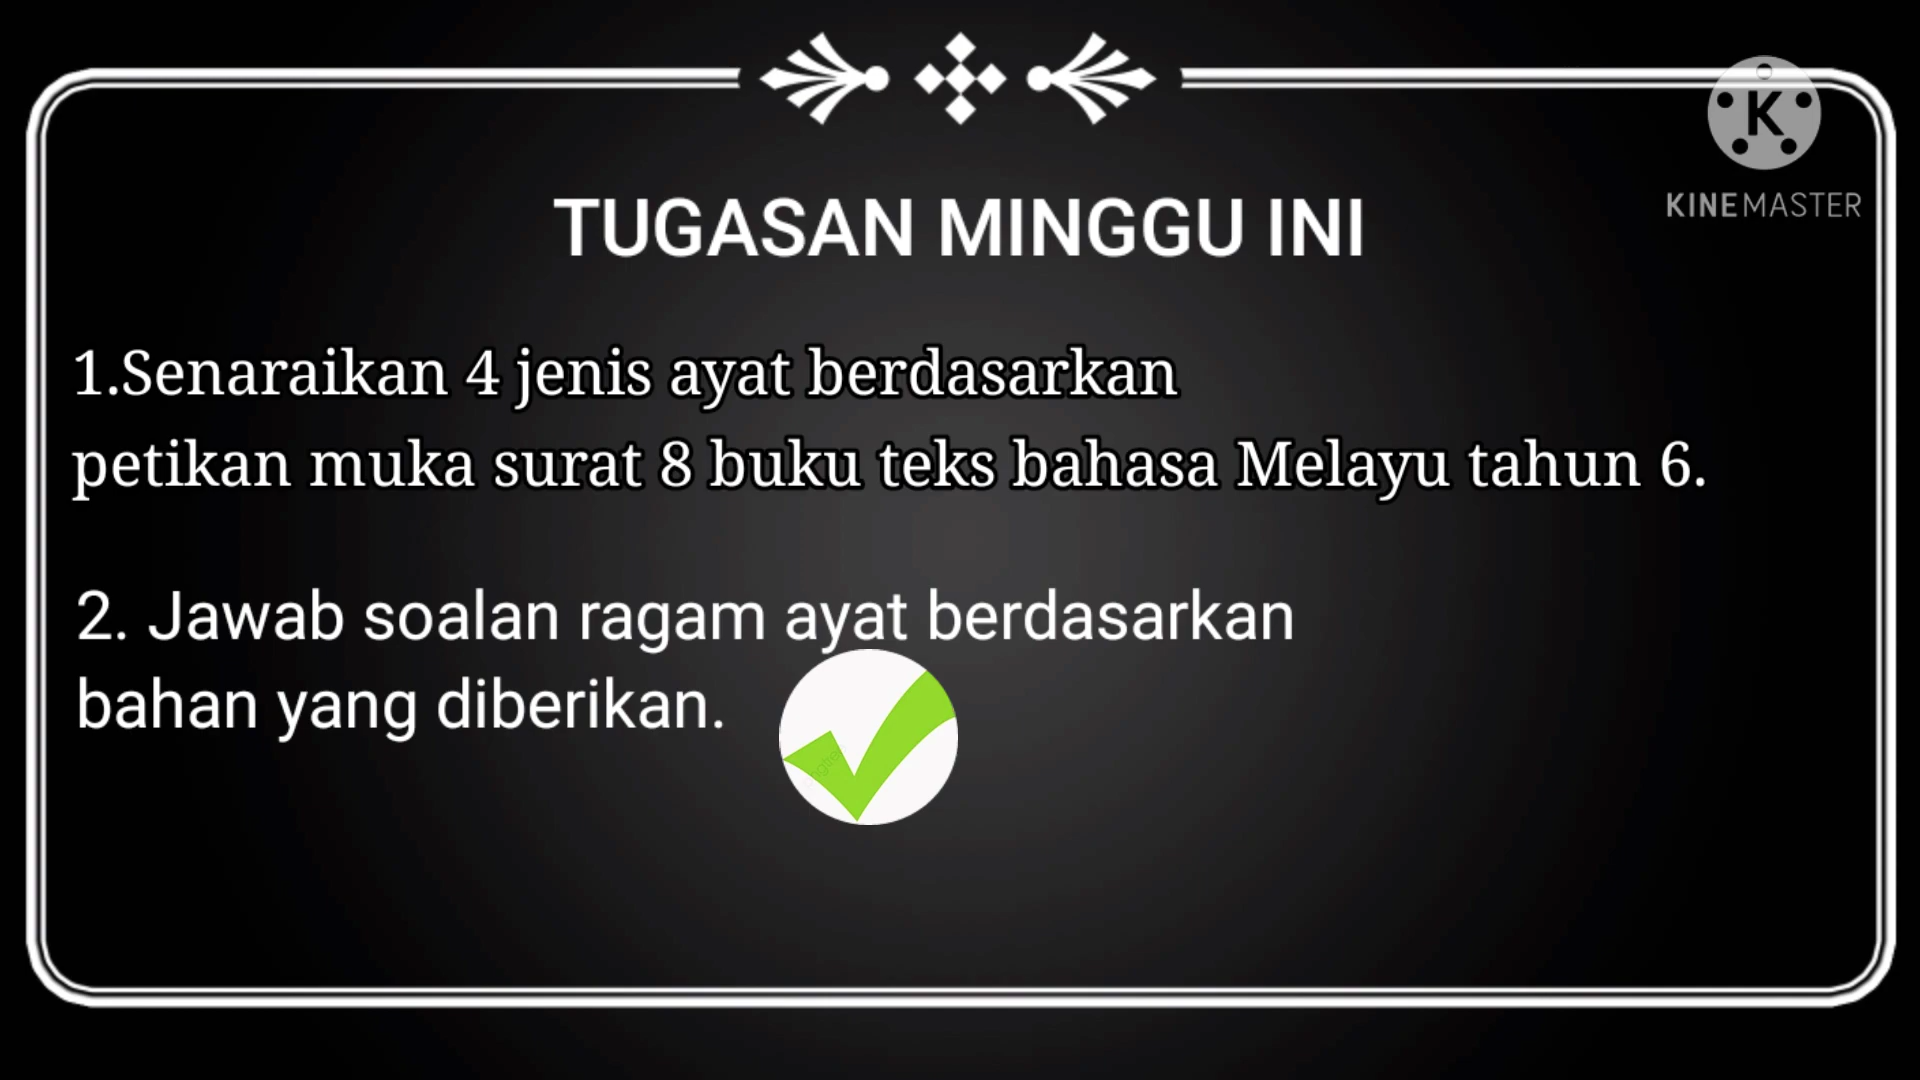 KINEMASTER
TUGASAN MINGGU INI
1.Senaraikan 4 jenis ayat berdasarkan
petikan muka surat 8 buku teks bahasa Melayu tahun 6.
2. Jawab soalan ragam ayat berdasarkan
bahan yang diberikan.